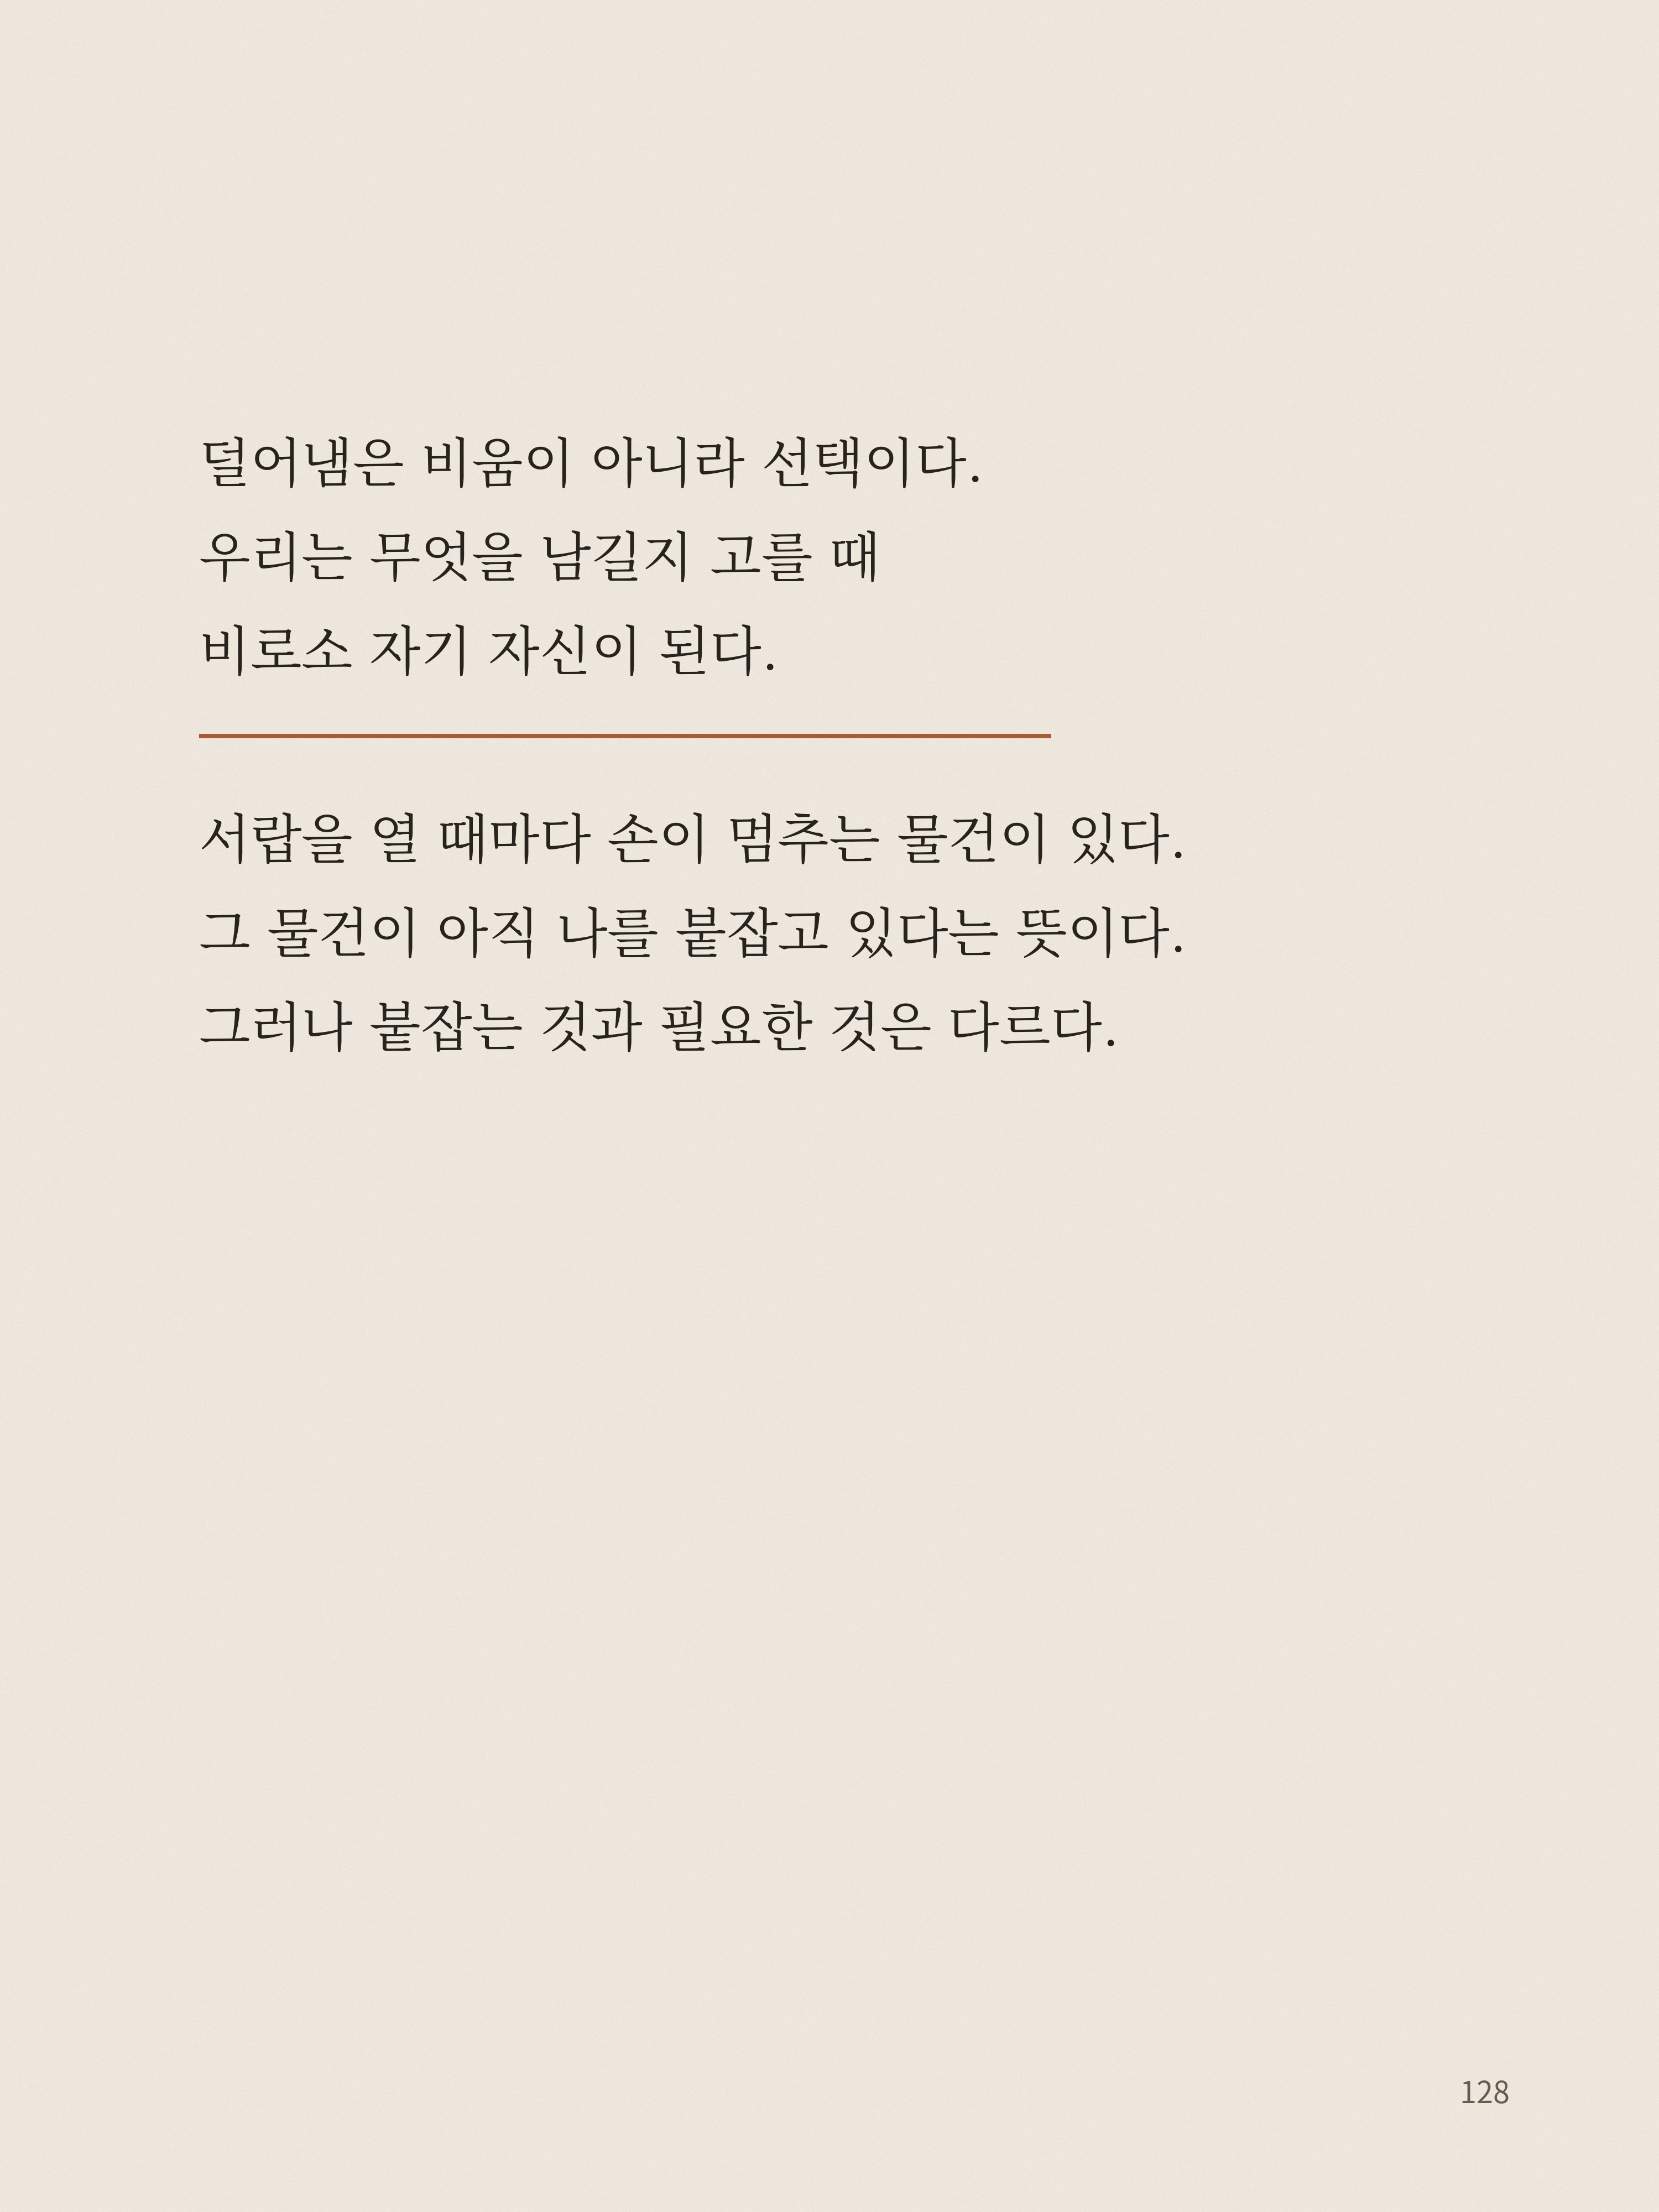 덜어냄은 비움이 아니라 선택이다.
우리는 무엇을 남길지 고를 때
비로소 자기 자신이 된다.
서랍을 열 때마다 손이 멈추는 물건이 있다.
그 물건이 아직 나를 붙잡고 있다는 뜻이다.
그러나 붙잡는 것과 필요한 것은 다르다.
128